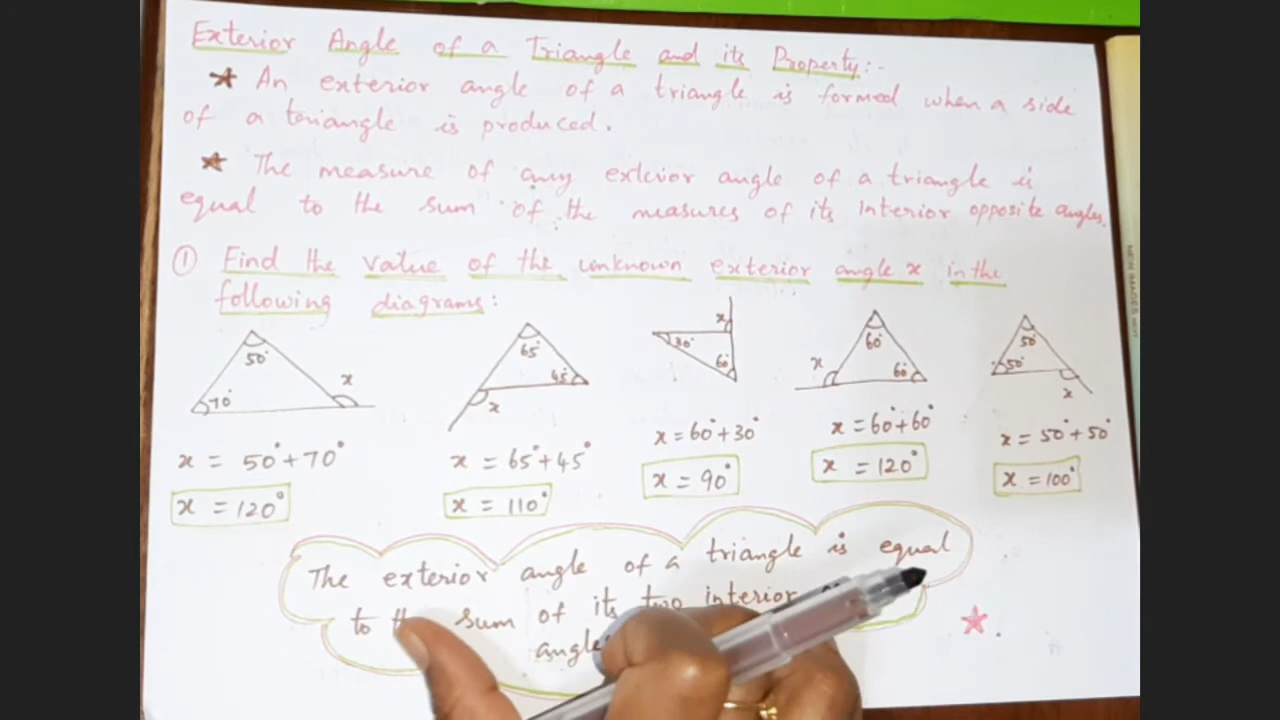 Exterior Angle of a Triangle and its Property:-
★ An exterior angle of a triangle is formed when a side
of a triangle is produced.
★ The measure of any exterior angle of a triangle is
equal to the sum of the measures of its Interior opposite angles.
① Find the value of the unknown exterior angle x in the
following diagrams:
50° 70° x
65° 45° x
x 30° 60°
60° x 60°
50° 50° x
x = 50° + 70°
x = 120°
x = 65° + 45°
x = 110°
x = 60° + 30°
x = 90°
x = 60° + 60°
x = 120°
x = 50° + 50°
x = 100°
The exterior angle of a triangle is equal
to the sum of its two interior
angle